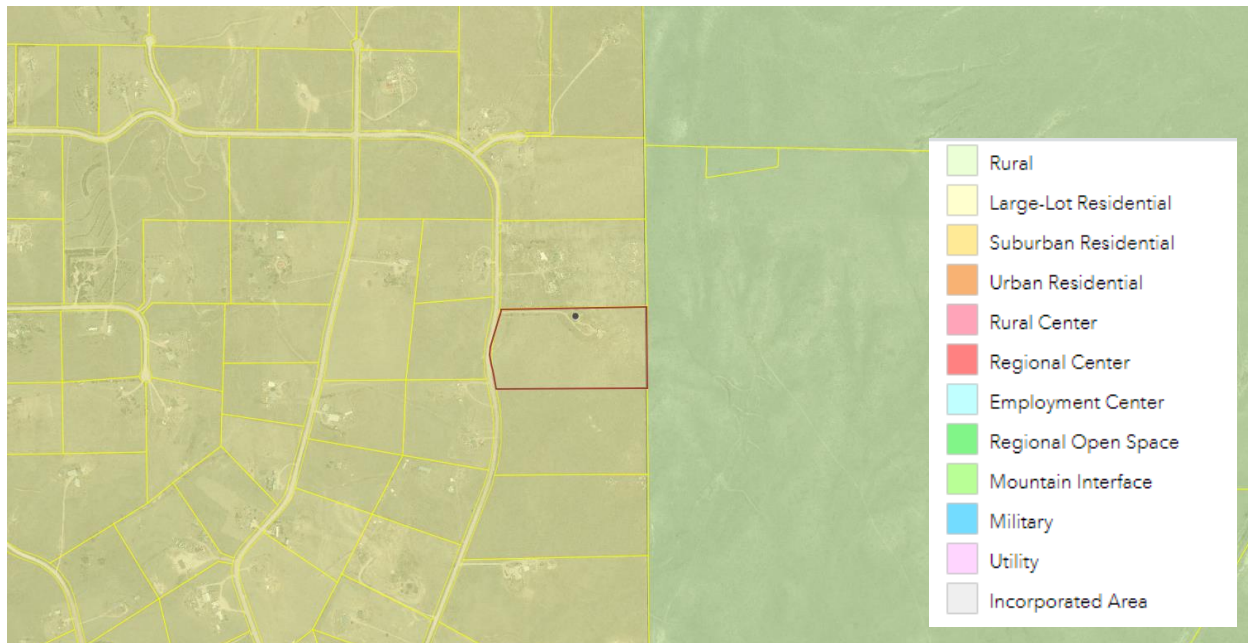 Rural
Large-Lot Residential
Suburban Residential
Urban Residential
Rural Center
Regional Center
Employment Center
Regional Open Space
Mountain Interface
Military
Utility
Incorporated Area